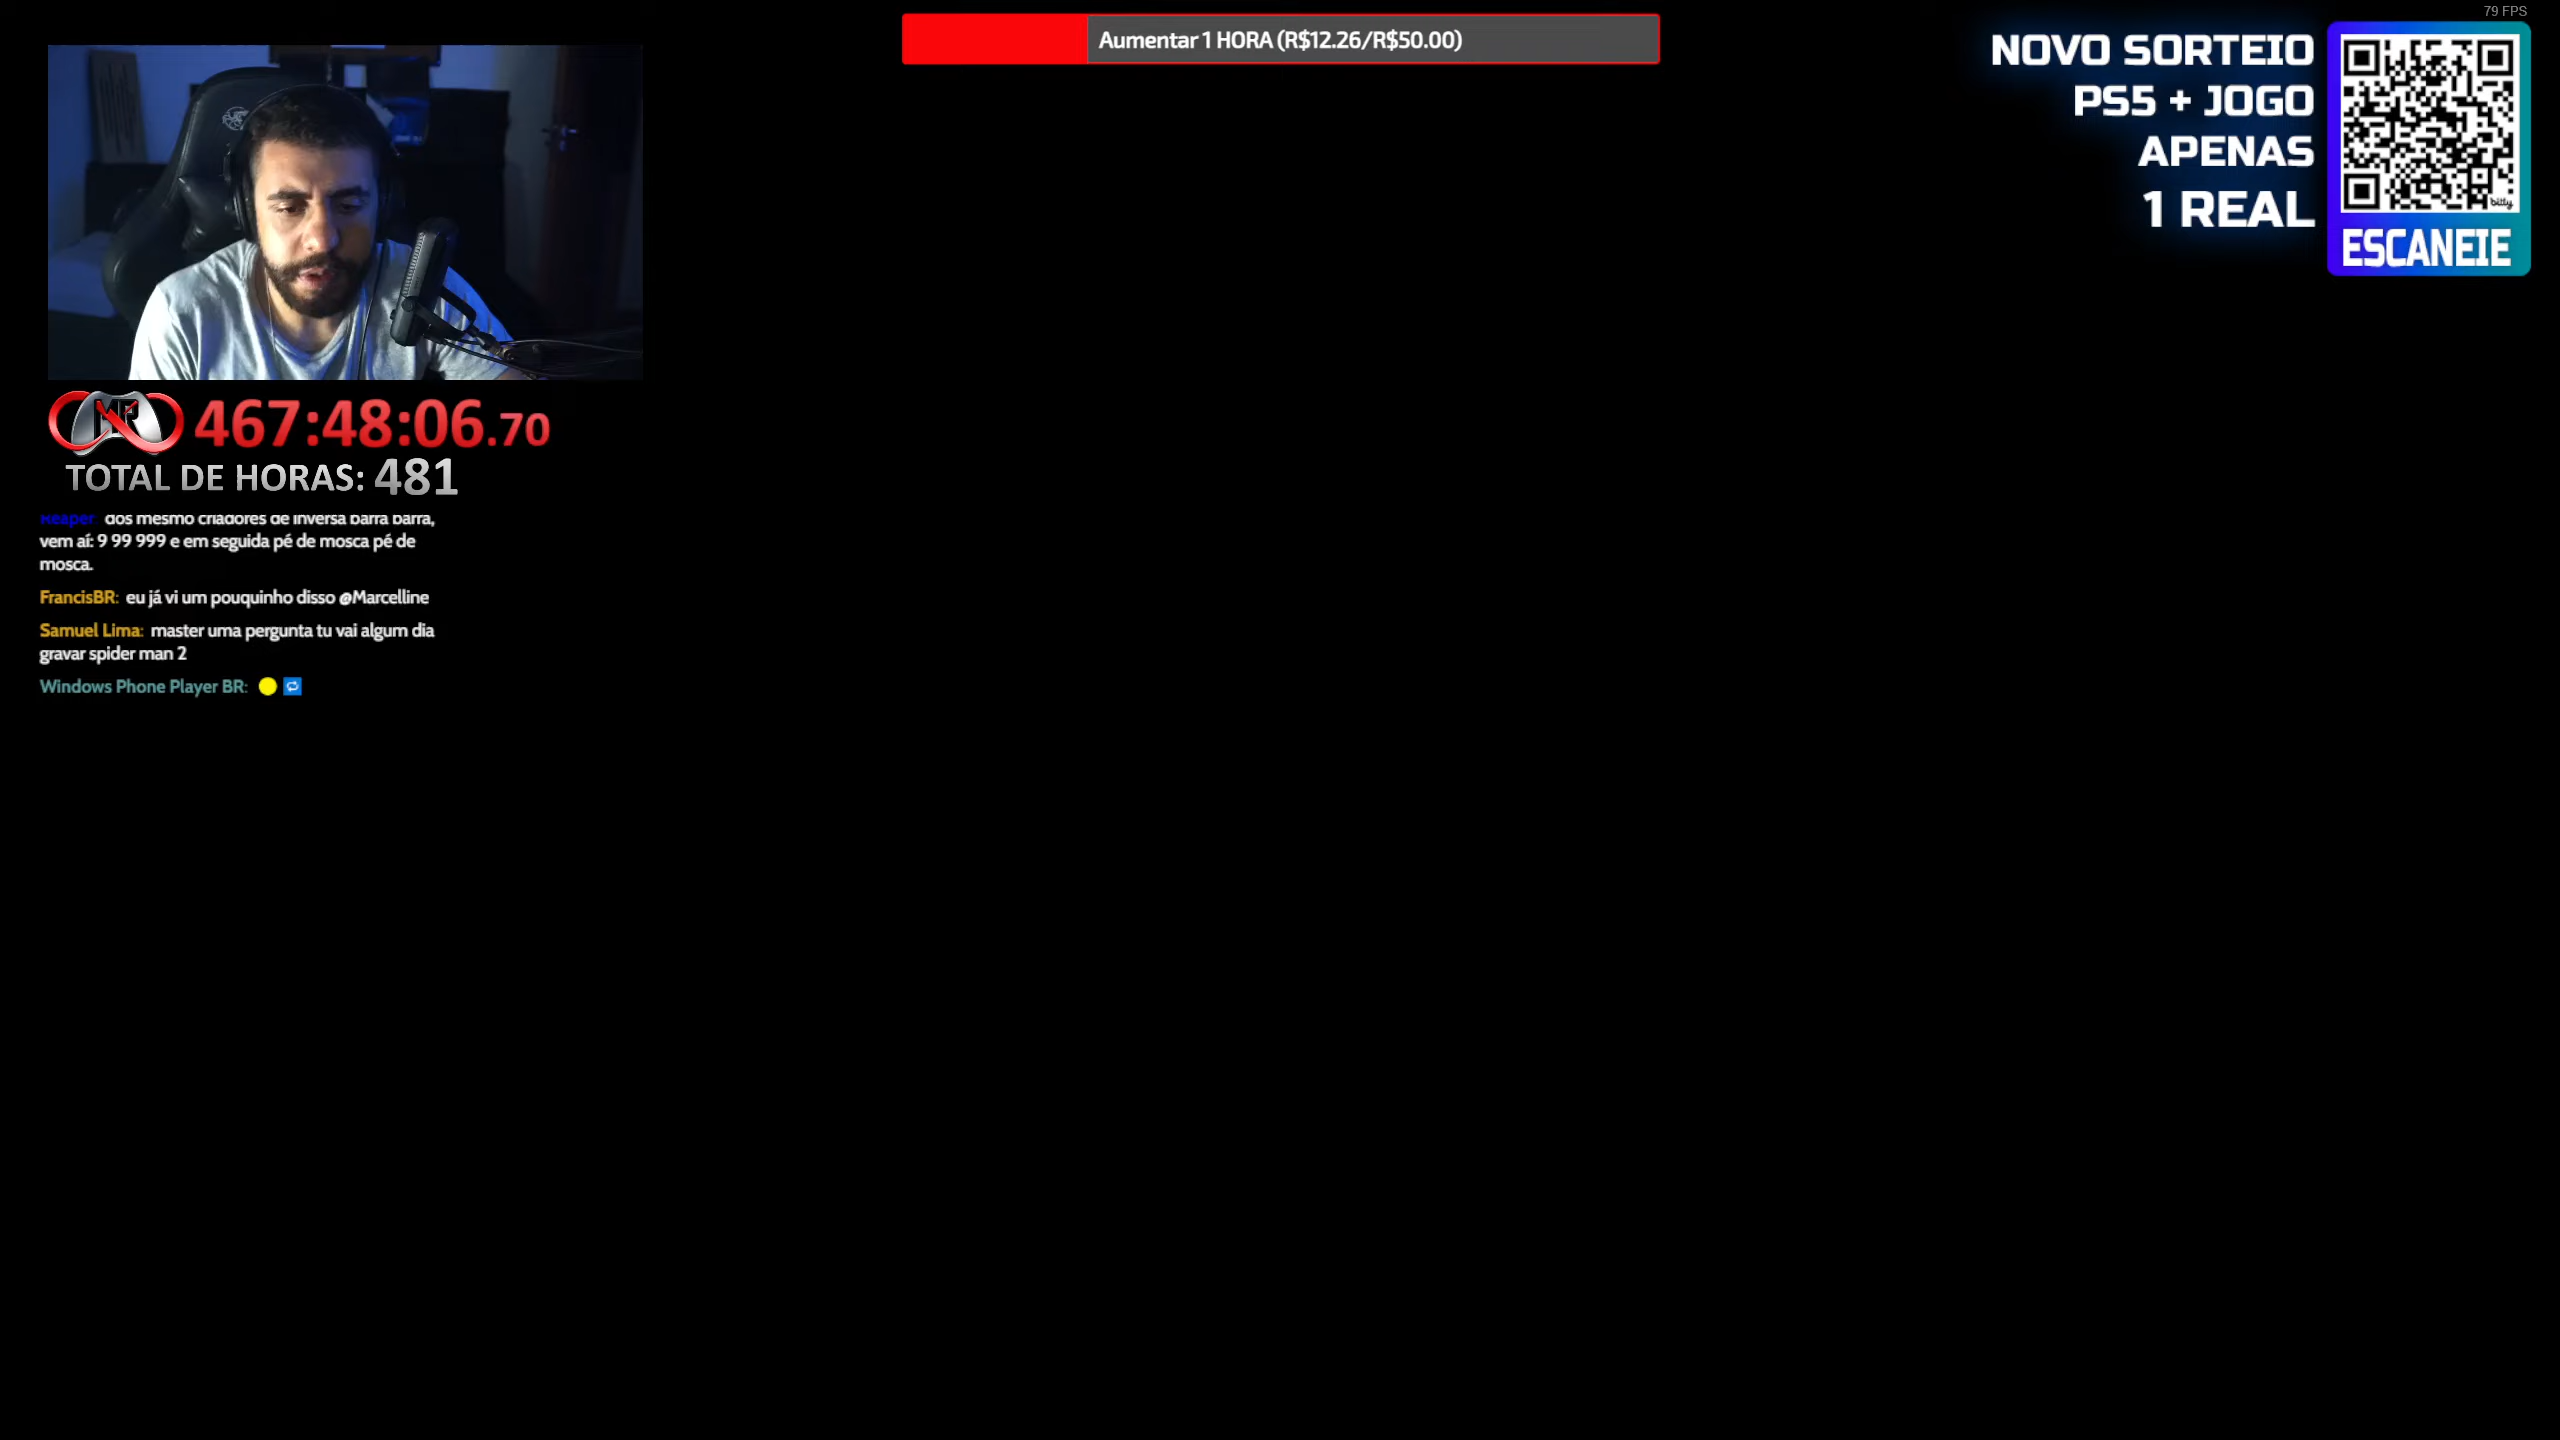 79 FPS
Aumentar 1 HORA (R$12.26/R$50.00)
NOVO SORTEIO
PS5 + JOGO
APENAS
1 REAL
bitly
ESCANEIE
MR
467:48:06.70
TOTAL DE HORAS: 481
Reaper dos mesmo criadores de inversa barra barra,
vem aí: 9 99 999 e em seguida pé de mosca pé de
mosca.
FrancisBR: eu já vi um pouquinho disso @Marcelline
Samuel Lima: master uma pergunta tu vai algum dia
gravar spider man 2
Windows Phone Player BR: